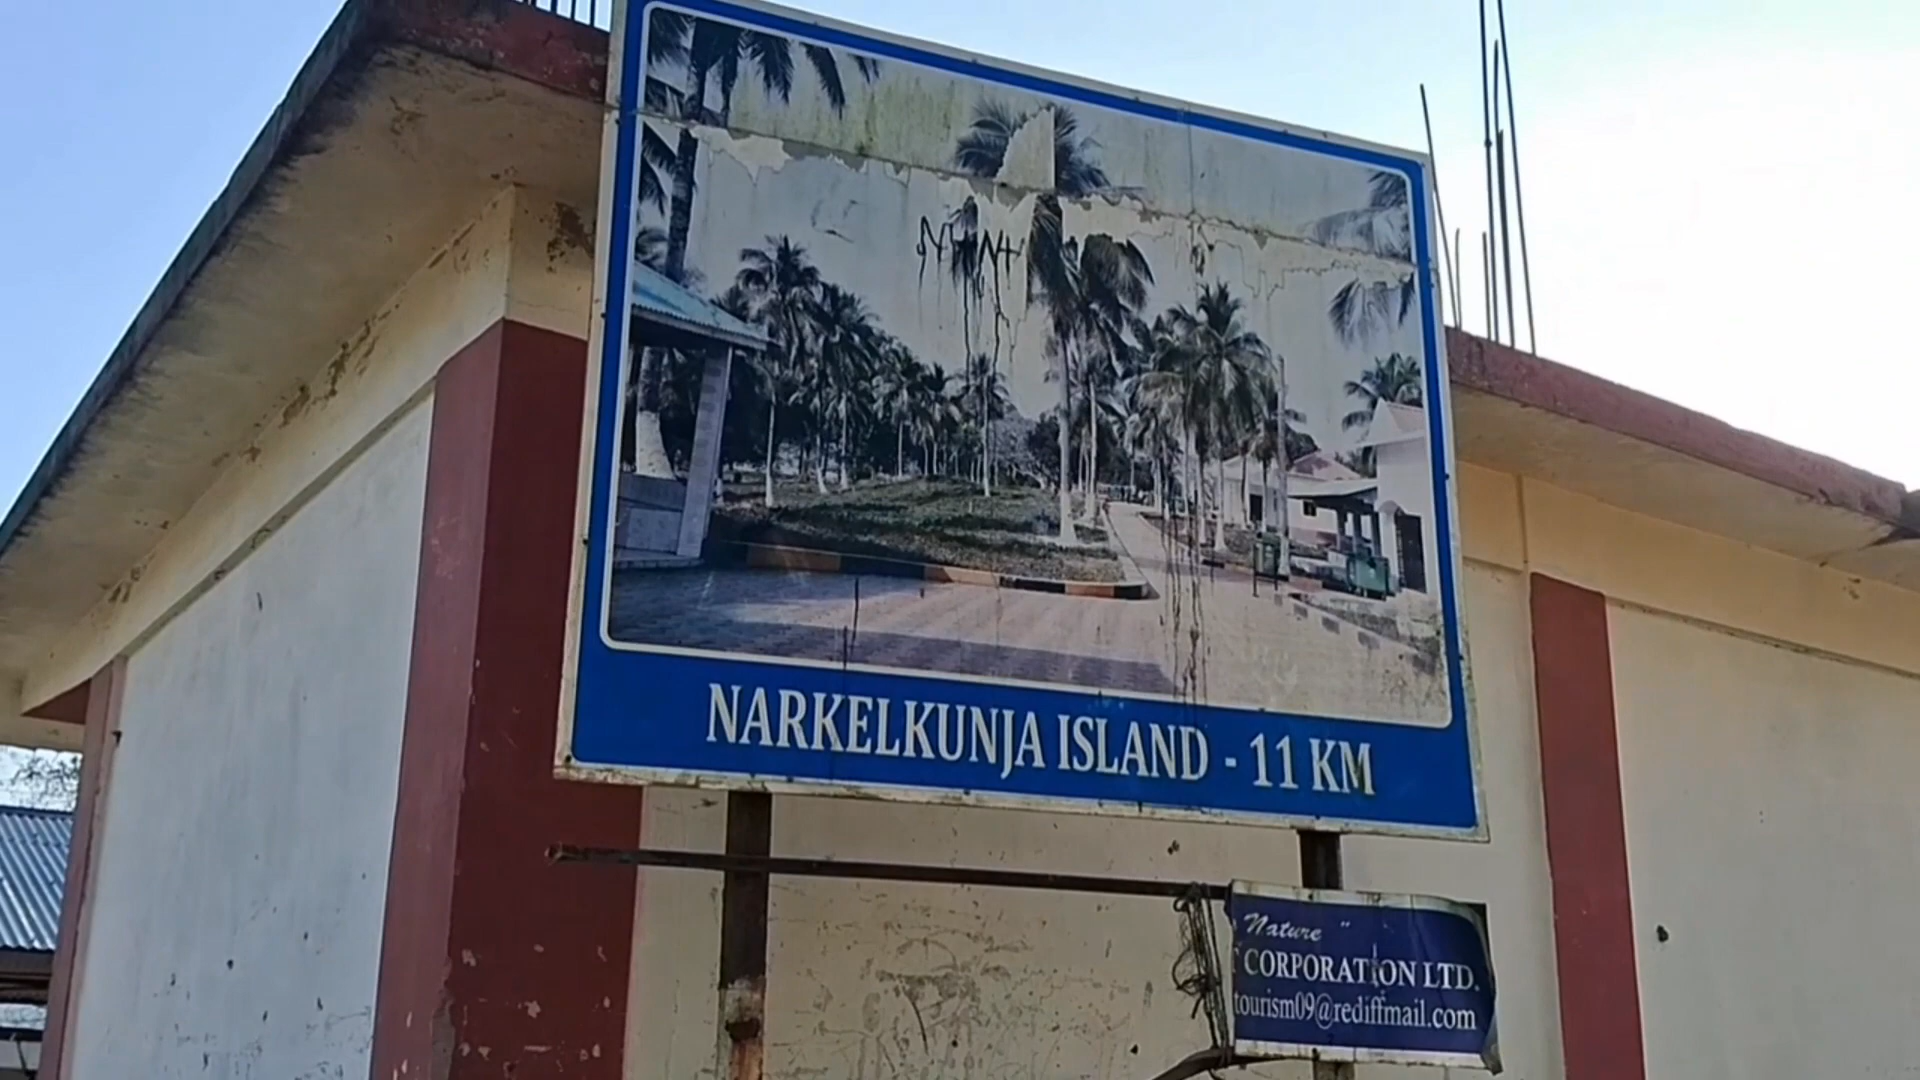 NARKELKUNJA ISLAND - 11 KM
Nature "
CORPORATION LTD.
tourism09@rediffmail.com